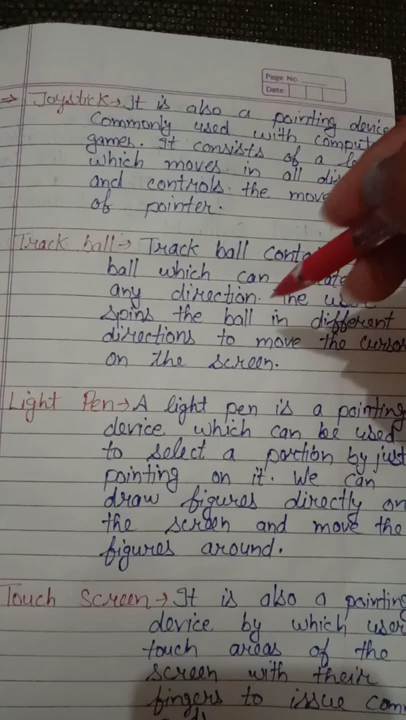 Page No.
Date:
⇒ Joystick → It is also a pointing device
commonly used with
games. It consists of a
which moves in all
and controls the
of pointer.
Track ball → Track ball
ball which can
any direction. The
spins the ball in different
directions to move the cursor
on the screen.
Light Pen → A light pen is a pointing
device which can be used
to select a portion by just
pointing on it. We can
draw figures directly on
the screen and move the
figures around.
Touch Screen → It is also a pointing
device by which user
touch areas of the
screen with their
fingers to issue